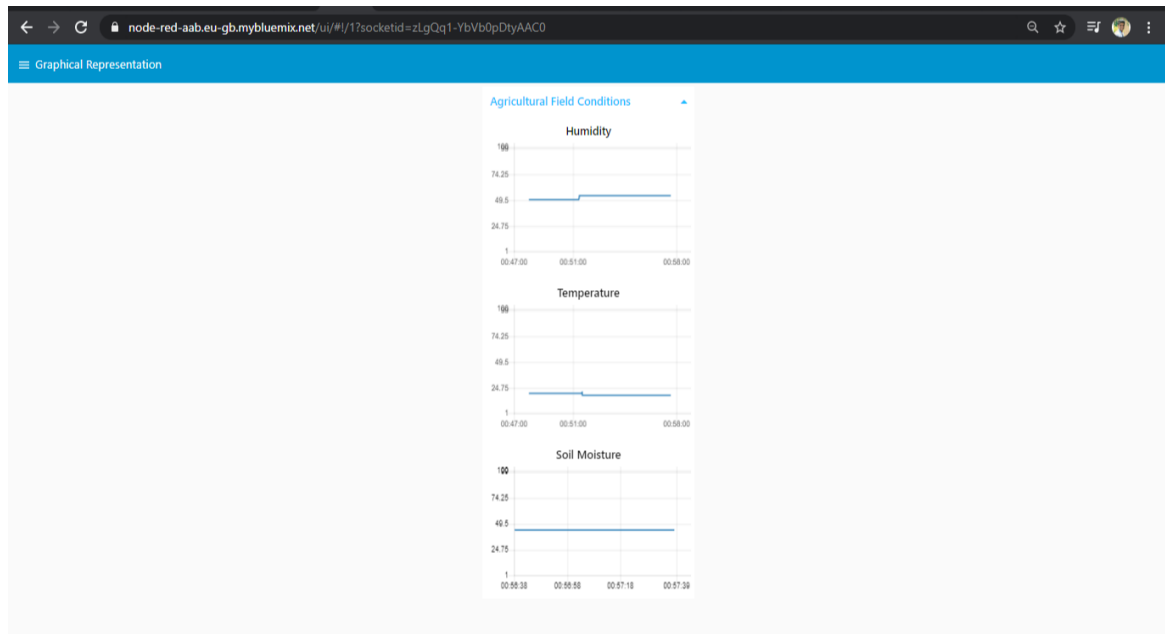 node-red-aab.eu-gb.mybluemix.net/ui/#!/1?socketid=zLgQq1-YbVb0pDtyAAC0
Graphical Representation
Agricultural Field Conditions
Humidity
74.25
49.5
24.75
1
00:47:00 00:51:00 00:58:00
Temperature
74.25
49.5
24.75
1
00:47:00 00:51:00 00:58:00
Soil Moisture
74.25
49.5
24.75
1
00:56:38 00:56:58 00:57:18 00:57:39